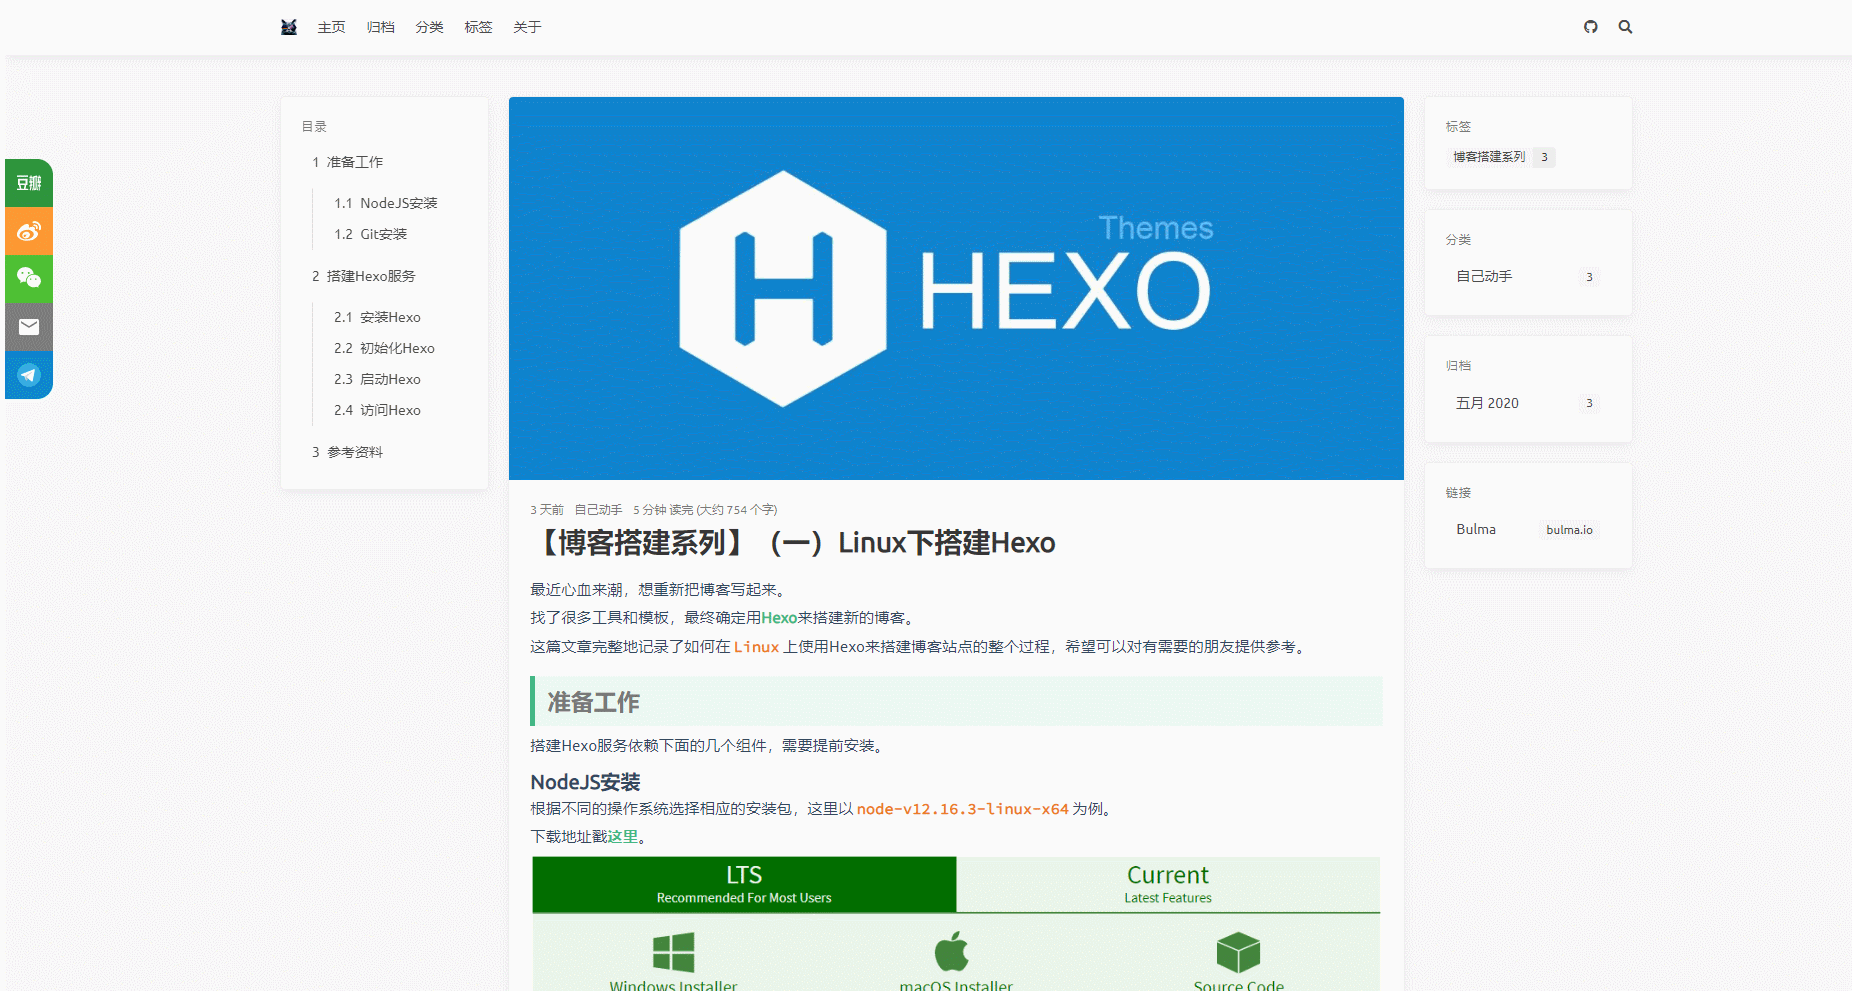 主页 归档 分类 标签 关于
豆瓣
目录
1 准备工作
1.1 NodeJS安装
1.2 Git安装
2 搭建Hexo服务
2.1 安装Hexo
2.2 初始化Hexo
2.3 启动Hexo
2.4 访问Hexo
3 参考资料
Themes
HEXO
3 天前 自己动手 5 分钟 读完 (大约 754 个字)
【博客搭建系列】（一）Linux下搭建Hexo
最近心血来潮，想重新把博客写起来。
找了很多工具和模板，最终确定用Hexo来搭建新的博客。
这篇文章完整地记录了如何在 Linux 上使用Hexo来搭建博客站点的整个过程，希望可以对有需要的朋友提供参考。
准备工作
搭建Hexo服务依赖下面的几个组件，需要提前安装。
NodeJS安装
根据不同的操作系统选择相应的安装包，这里以 node-v12.16.3-linux-x64 为例。
下载地址戳这里。
LTS
Recommended For Most Users
Current
Latest Features
Windows Installer
macOS Installer
Source Code
标签
博客搭建系列 3
分类
自己动手 3
归档
五月 2020 3
链接
Bulma bulma.io